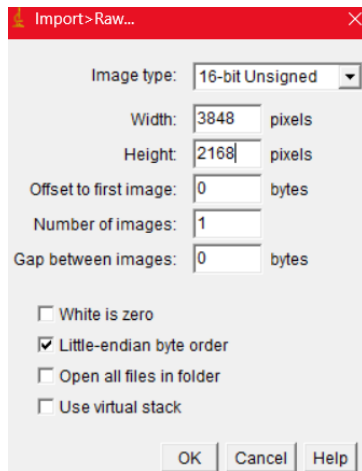 Import>Raw...
Image type: 16-bit Unsigned
Width: 3848 pixels
Height: 2168 pixels
Offset to first image: 0 bytes
Number of images: 1
Gap between images: 0 bytes
White is zero
Little-endian byte order
Open all files in folder
Use virtual stack
OK Cancel Help